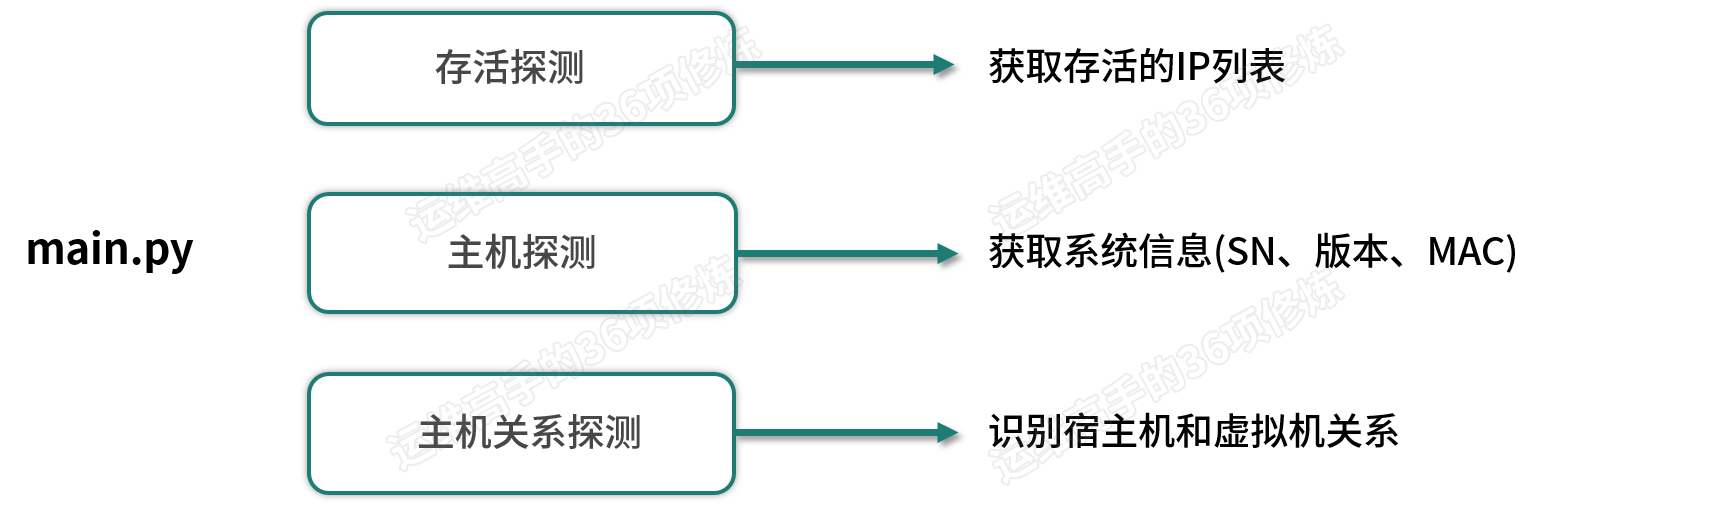 存活探测
获取存活的IP列表
main.py
主机探测
获取系统信息(SN、版本、MAC)
主机关系探测
识别宿主机和虚拟机关系
运维高手的36项修炼
运维高手的36项修炼
运维高手的36项修炼
运维高手的36项修炼